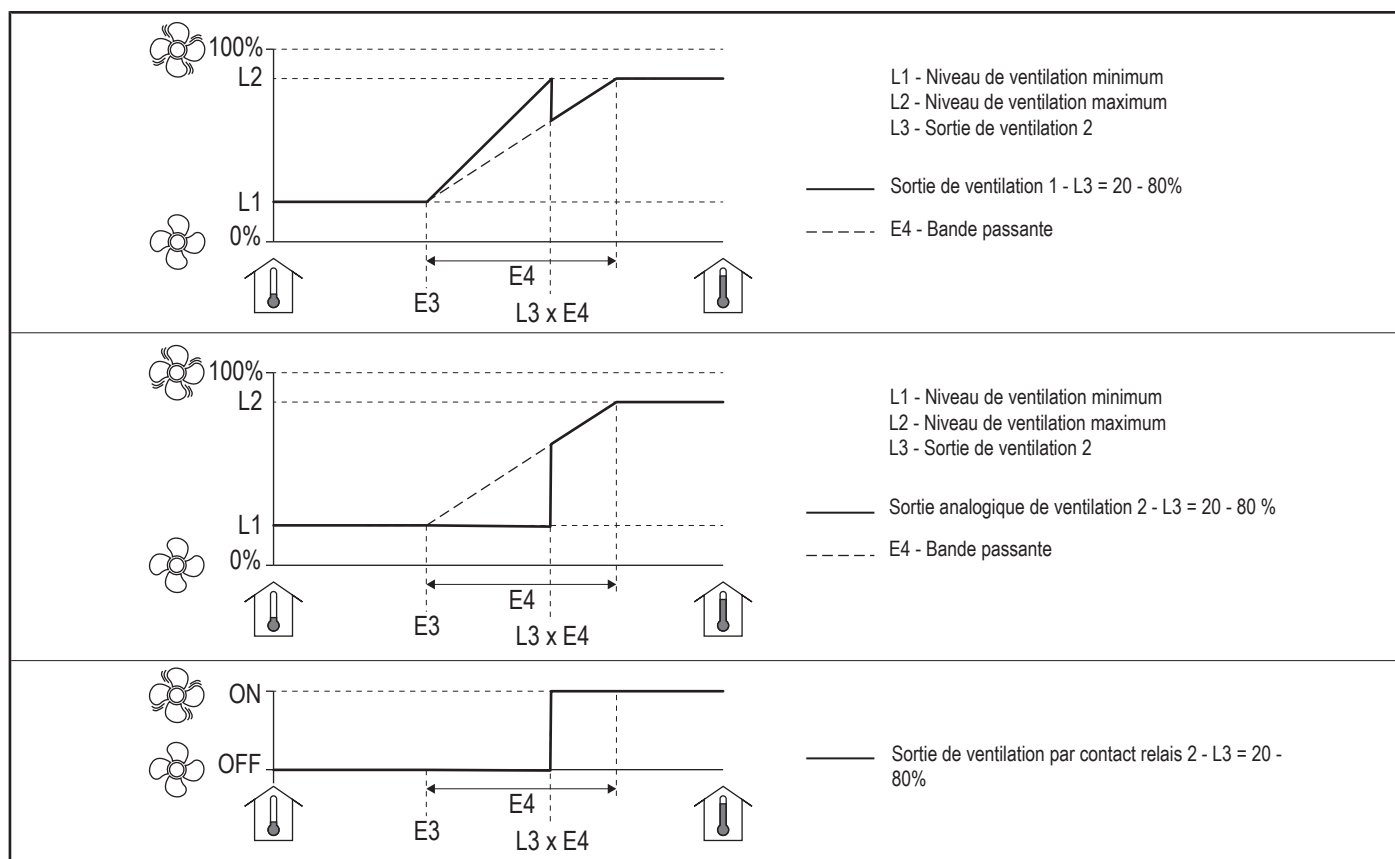 100%
L2
L1
0%
E3
E4
L3 x E4
L1 - Niveau de ventilation minimum
L2 - Niveau de ventilation maximum
L3 - Sortie de ventilation 2
Sortie de ventilation 1 - L3 = 20 - 80%
E4 - Bande passante
100%
L2
L1
0%
E3
E4
L3 x E4
L1 - Niveau de ventilation minimum
L2 - Niveau de ventilation maximum
L3 - Sortie de ventilation 2
Sortie analogique de ventilation 2 - L3 = 20 - 80 %
E4 - Bande passante
ON
OFF
E3
E4
L3 x E4
Sortie de ventilation par contact relais 2 - L3 = 20 -
80%